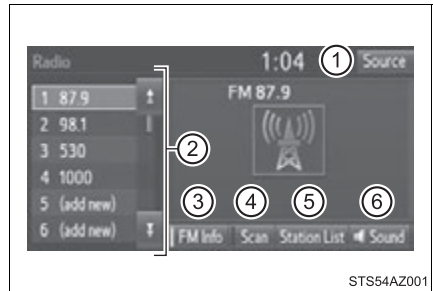 Radio 1:04 1 Source
1 87.9 FM 87.9
2 98.1
2
3 530
4 1000
3 4 5 6
5 (add new)
6 (add new) FM Info Scan Station List Sound
STS54AZ001